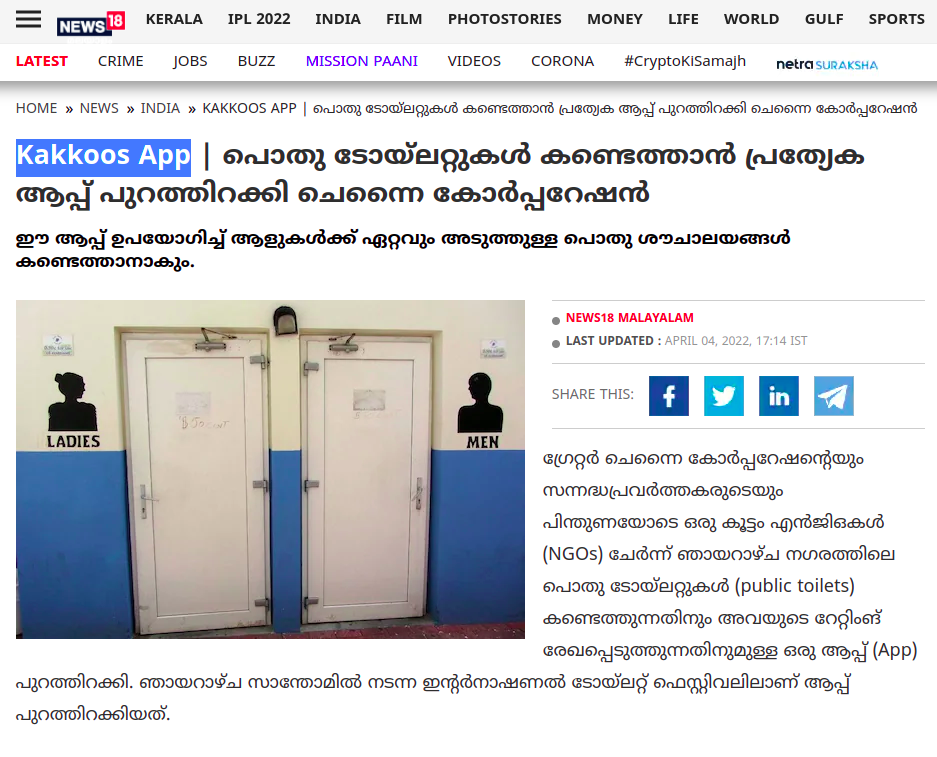 NEWS 18 KERALA IPL 2022 INDIA FILM PHOTOSTORIES MONEY LIFE WORLD GULF SPORTS
LATEST CRIME JOBS BUZZ MISSION PAANI VIDEOS CORONA #CryptoKiSamajh netra SURAKSHA
HOME » NEWS » INDIA » KAKKOOS APP | പൊതു ടോയ്‌ലറ്റുകൾ കണ്ടെത്താൻ പ്രത്യേക ആപ്പ് പുറത്തിറക്കി ചെന്നൈ കോർപ്പറേഷൻ
Kakkoos App | പൊതു ടോയ്‌ലറ്റുകൾ കണ്ടെത്താൻ പ്രത്യേക
ആപ്പ് പുറത്തിറക്കി ചെന്നൈ കോർപ്പറേഷൻ
ഈ ആപ്പ് ഉപയോഗിച്ച് ആളുകൾക്ക് ഏറ്റവും അടുത്തുള്ള പൊതു ശൗചാലയങ്ങൾ
കണ്ടെത്താനാകും.
LADIES
MEN
NEWS18 MALAYALAM
LAST UPDATED : APRIL 04, 2022, 17:14 IST
SHARE THIS:
ഗ്രേറ്റർ ചെന്നൈ കോർപ്പറേഷന്റെയും
സന്നദ്ധപ്രവർത്തകരുടെയും
പിന്തുണയോടെ ഒരു കൂട്ടം എൻജിഒകൾ
(NGOs) ചേർന്ന് ഞായറാഴ്ച നഗരത്തിലെ
പൊതു ടോയ്‌ലറ്റുകൾ (public toilets)
കണ്ടെത്തുന്നതിനും അവയുടെ റേറ്റിംങ്
രേഖപ്പെടുത്തുന്നതിനുമുള്ള ഒരു ആപ്പ് (App)
പുറത്തിറക്കി. ഞായറാഴ്ച സാന്തോമിൽ നടന്ന ഇന്റർനാഷണൽ ടോയ്‌ലറ്റ് ഫെസ്റ്റിവലിലാണ് ആപ്പ്
പുറത്തിറക്കിയത്.